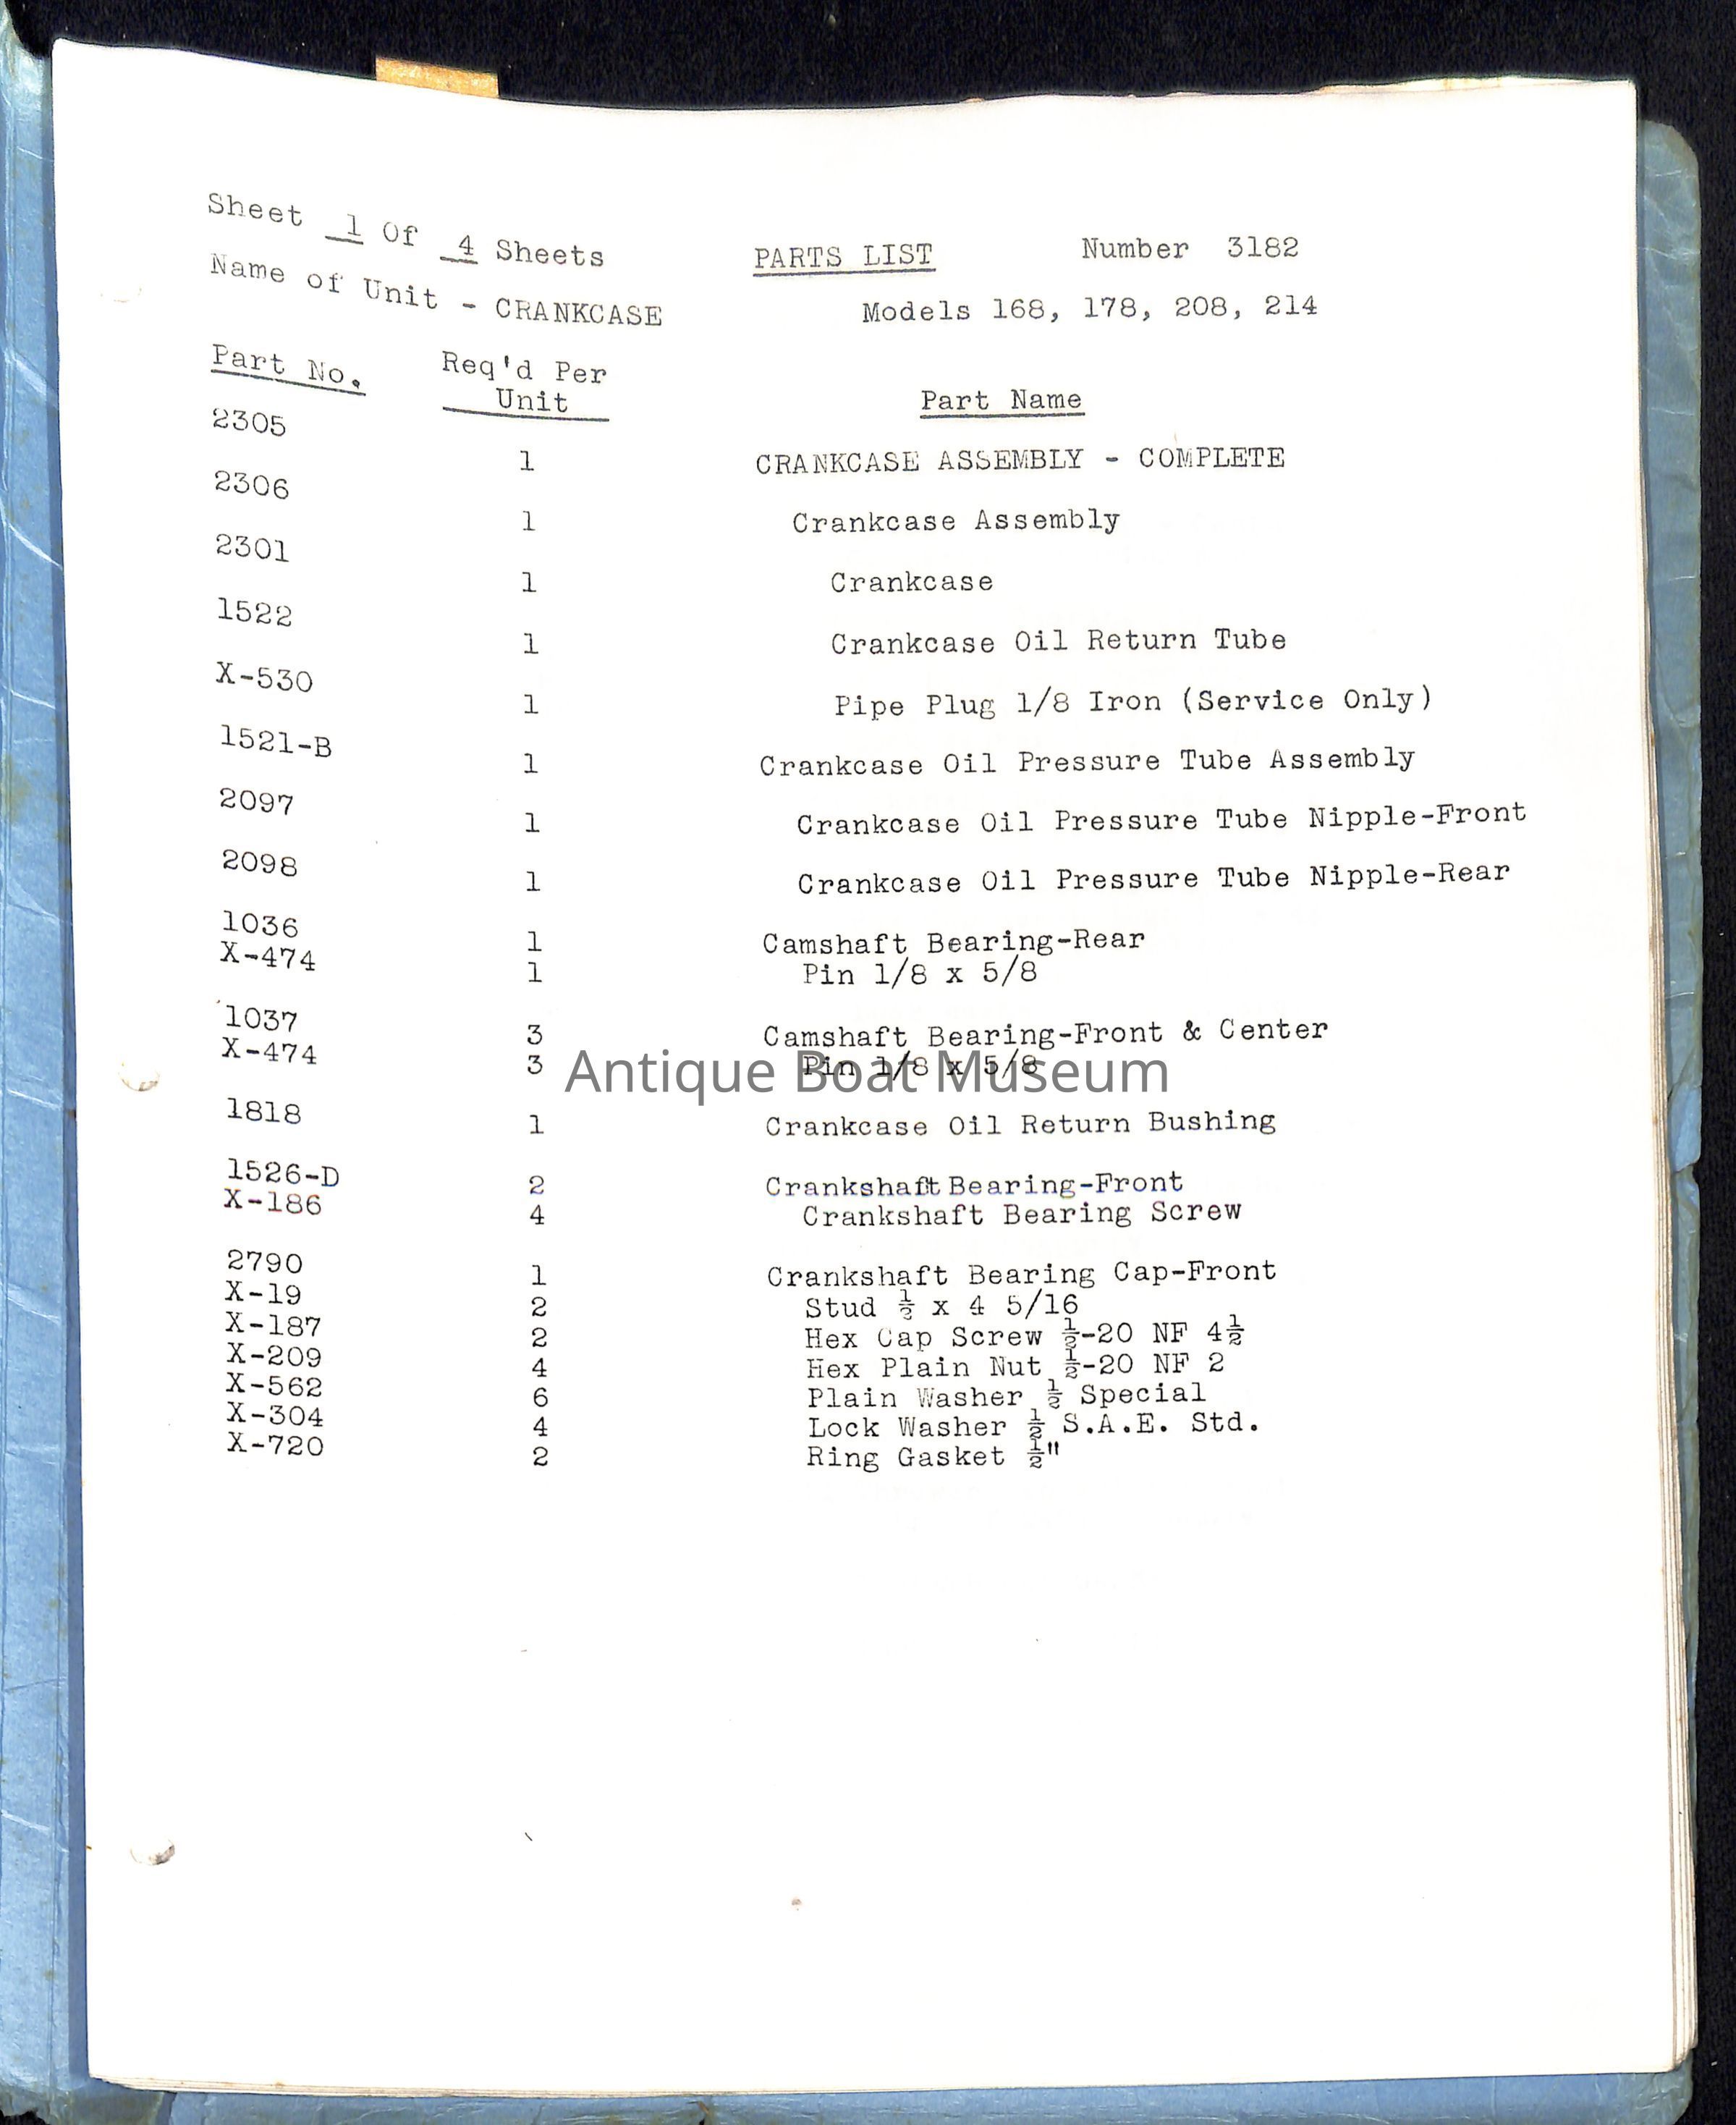 Sheet 1 Of 4 Sheets PARTS LIST Number 3182
Name of Unit - CRANKCASE Models 168, 178, 208, 214
Part No. Req'd Per Unit Part Name
2305 1 CRANKCASE ASSEMBLY - COMPLETE
2306 1 Crankcase Assembly
2301 1 Crankcase
1522 1 Crankcase Oil Return Tube
X-530 1 Pipe Plug 1/8 Iron (Service Only)
1521-B 1 Crankcase Oil Pressure Tube Assembly
2097 1 Crankcase Oil Pressure Tube Nipple-Front
2098 1 Crankcase Oil Pressure Tube Nipple-Rear
1036 1 Camshaft Bearing-Rear
X-474 1 Pin 1/8 x 5/8
1037 3 Camshaft Bearing-Front & Center
X-474 3 Pin 1/8 x 5/8
Antique Boat Museum
1818 1 Crankcase Oil Return Bushing
1526-D 2 Crankshaft Bearing-Front
X-186 4 Crankshaft Bearing Screw
2790 1 Crankshaft Bearing Cap-Front
X-19 2 Stud ½ x 4 5/16
X-187 2 Hex Cap Screw ½-20 NF 4½
X-209 4 Hex Plain Nut ½-20 NF 2
X-562 6 Plain Washer ½ Special
X-304 4 Lock Washer ½ S.A.E. Std.
X-720 2 Ring Gasket ½"